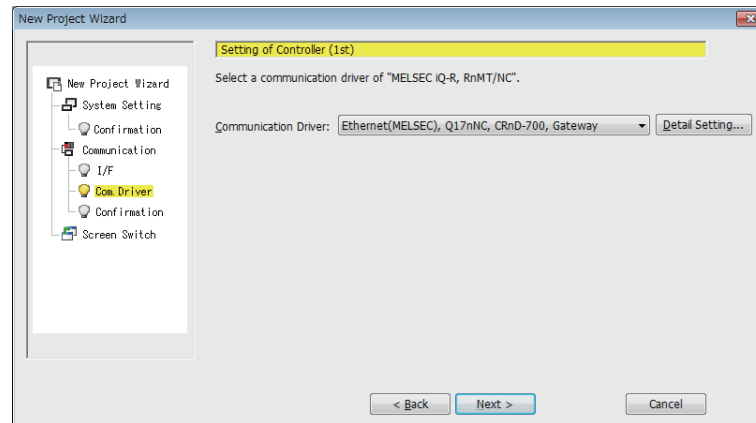 New Project Wizard
New Project Wizard
System Setting
Confirmation
Communication
I/F
Com. Driver
Confirmation
Screen Switch
Setting of Controller (1st)
Select a communication driver of "MELSEC iQ-R, RnMT/NC".
Communication Driver: Ethernet(MELSEC), Q17nNC, CRnD-700, Gateway Detail Setting...
< Back Next > Cancel